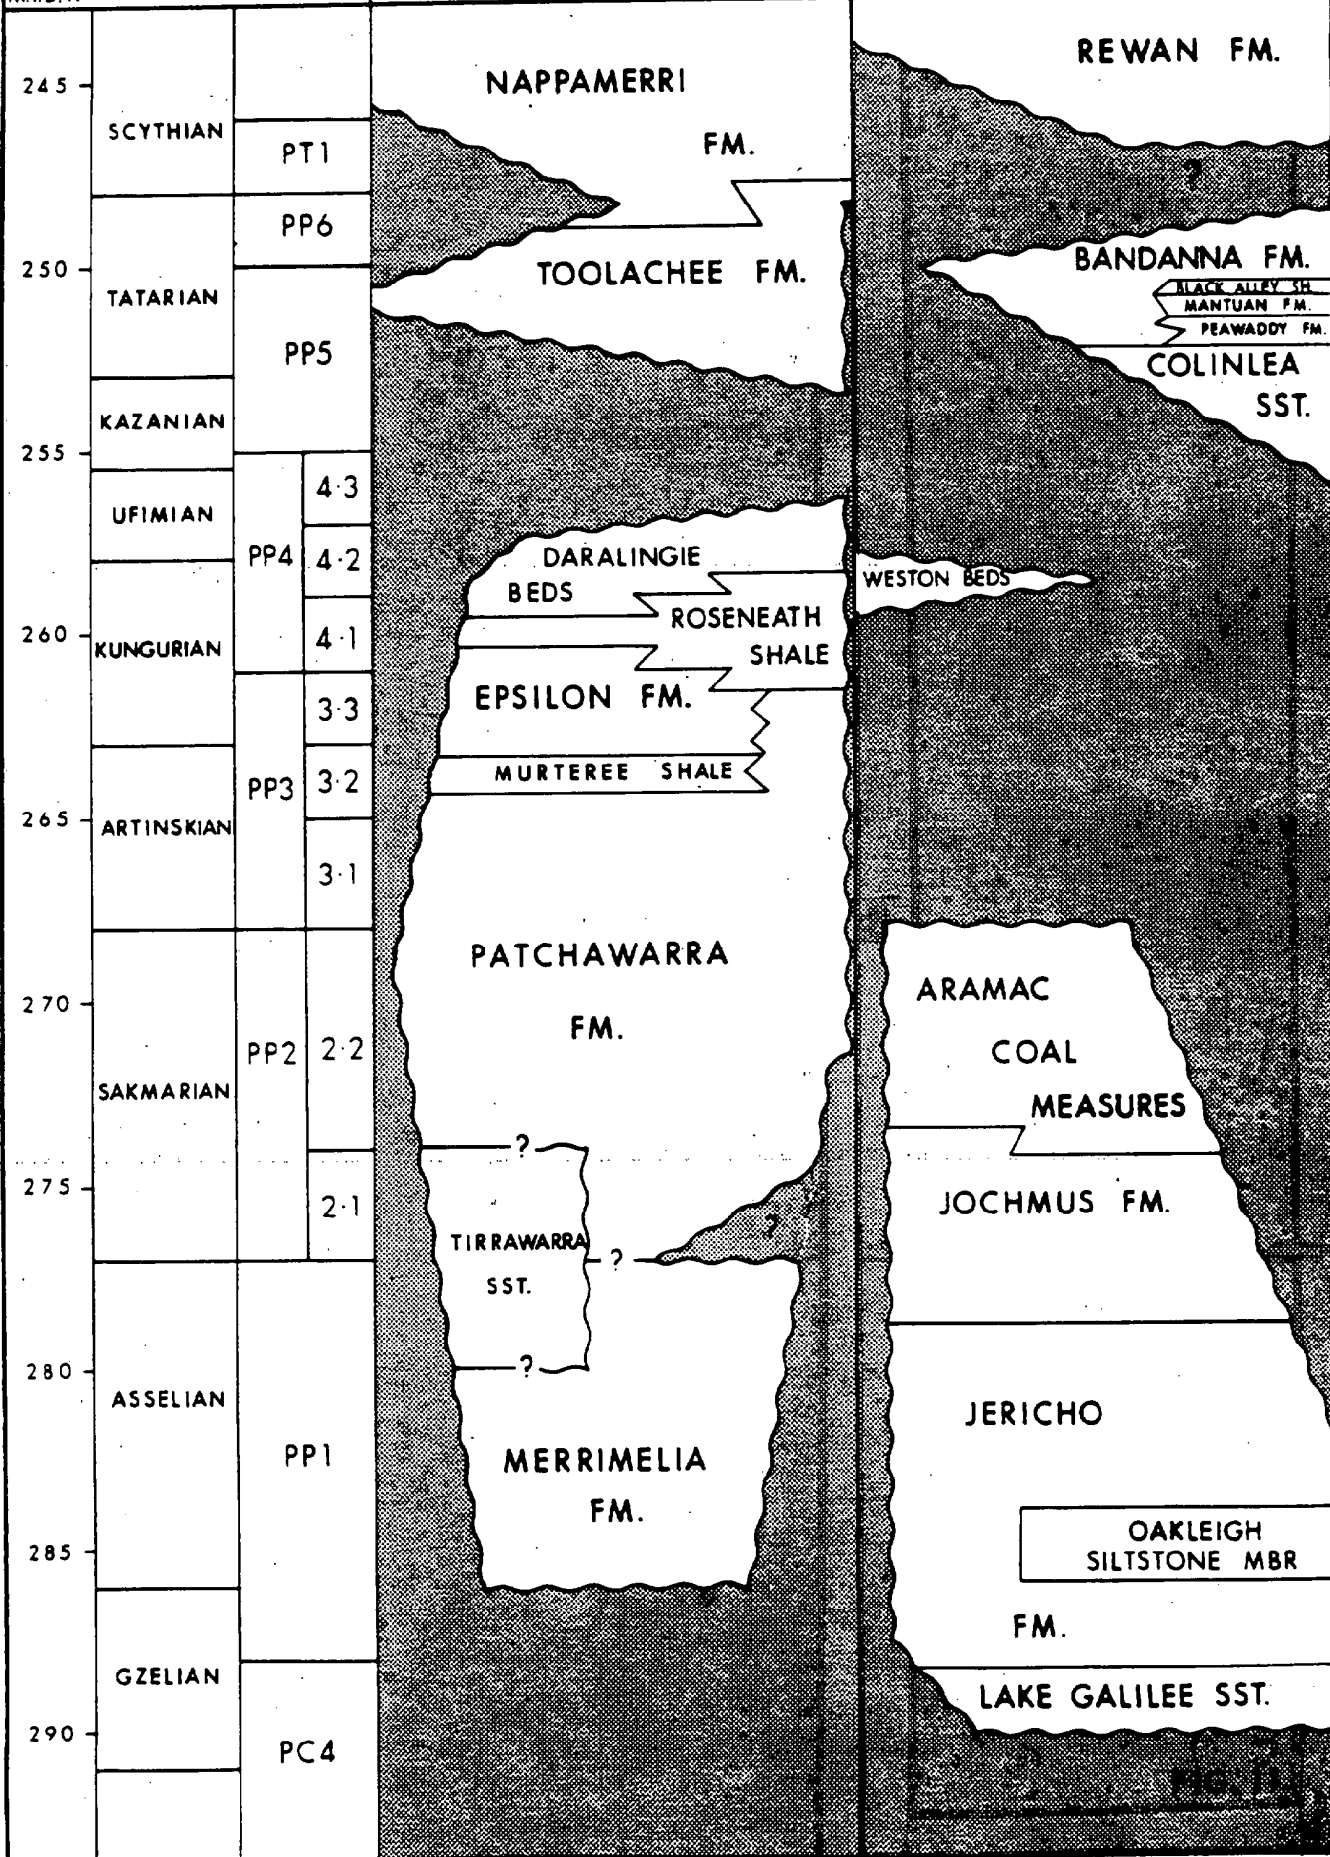 245
250
255
260
265
270
275
280
285
290
SCYTHIAN
TATARIAN
KAZANIAN
UFIMIAN
KUNGURIAN
ARTINSKIAN
SAKMARIAN
ASSELIAN
GZELIAN
PT1
PP6
PP5
PP4
4·3
4·2
4·1
PP3
3·3
3·2
3·1
PP2
2·2
2·1
PP1
PC4
NAPPAMERRI
FM.
TOOLACHEE FM.
DARALINGIE
BEDS
ROSENEATH
SHALE
EPSILON FM.
MURTEREE SHALE
PATCHAWARRA
FM.
?
TIRRAWARRA
SST.
?
?
?
MERRIMELIA
FM.
REWAN FM.
?
BANDANNA FM.
BLACK ALLEY SH.
MANTUAN FM.
PEAWADDY FM.
COLINLEA
SST.
WESTON BEDS
ARAMAC
COAL
MEASURES
JOCHMUS FM.
JERICHO
OAKLEIGH
SILTSTONE MBR
FM.
LAKE GALILEE SST.